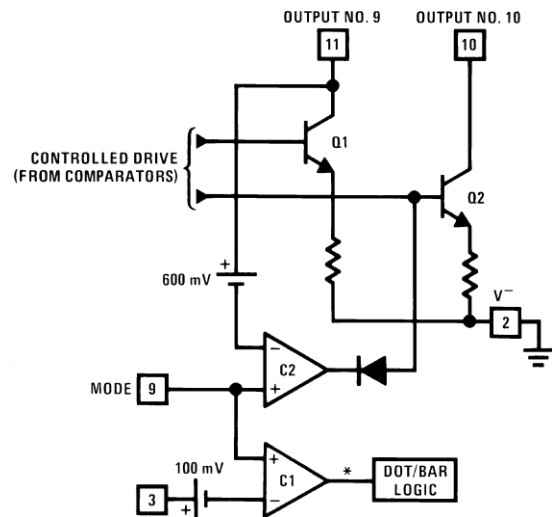 OUTPUT NO. 9
OUTPUT NO. 10
11
10
Q1
CONTROLLED DRIVE
(FROM COMPARATORS)
Q2
+
600 mV
V−
2
−
C2
+
MODE
9
100 mV
+
C1
−
*
DOT/BAR
LOGIC
3
+